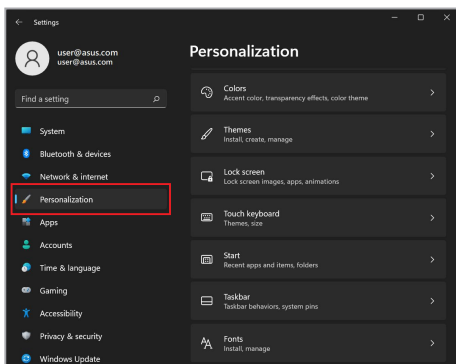 Settings
user@asus.com
user@asus.com
Find a setting
System
Bluetooth & devices
Network & internet
Personalization
Apps
Accounts
Time & language
Gaming
Accessibility
Privacy & security
Windows Update
Personalization
Colors
Accent color, transparency effects, color theme
Themes
Install, create, manage
Lock screen
Lock screen images, apps, animations
Touch keyboard
Themes, size
Start
Recent apps and items, folders
Taskbar
Taskbar behaviors, system pins
Fonts
Install, manage